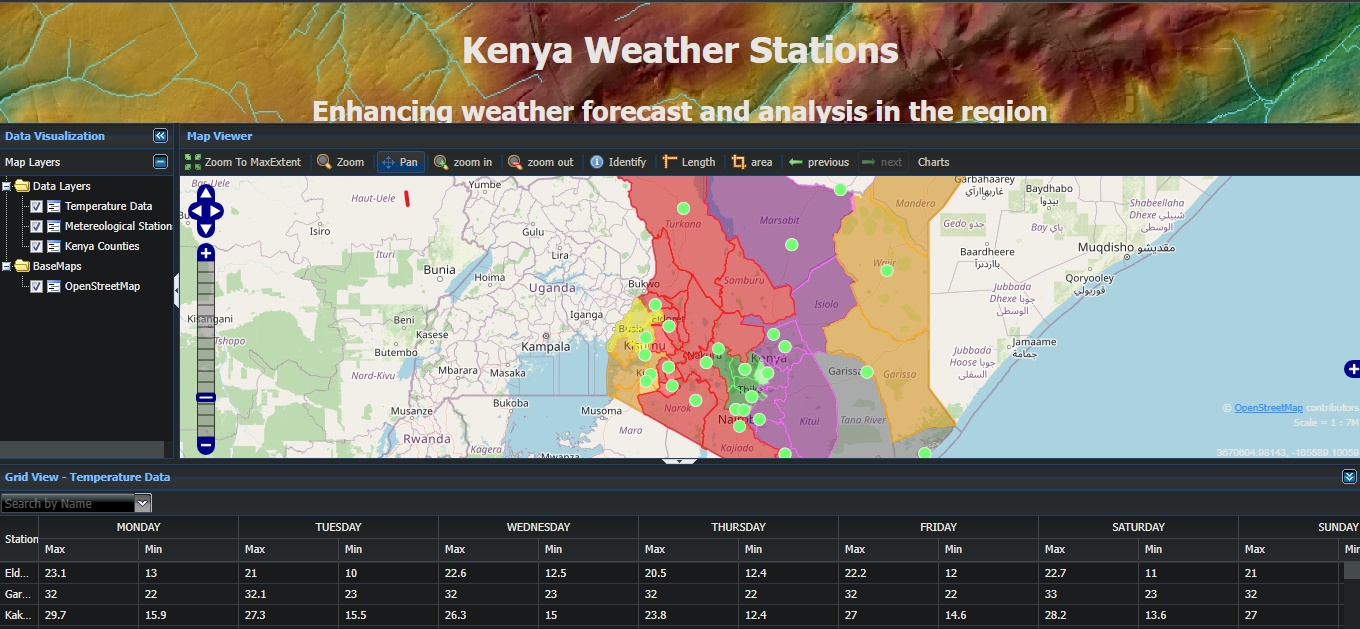 Kenya Weather Stations
Enhancing weather forecast and analysis in the region
Data Visualization
Map Viewer
Map Layers
Zoom To MaxExtent Zoom Pan zoom in zoom out Identify Length area previous next Charts
Data Layers
Temperature Data
Metereological Station
Kenya Counties
BaseMaps
OpenStreetMap
Bas-Uele
Haut-Uele
Yumbe
Isiro
Gulu
Lira
Ituri
Bunia
Hoima
Uganda
Bukwo
Kisangani
Tshopo
Beni
Butembo
Kasese
Iganga
Kampala
Nord-Kivu
Mbarara
Masaka
Bukoba
Musanze
Musoma
Rwanda
Kagera
Mara
Mwanza
Turkana
Marsabit
Samburu
Isiolo
Wajir
Mandera
Eldoret
Busia
Kisumu
Nakuru
Kenya
Narok
Nairobi
Kajiado
Kitui
Tana River
Garissa
Garissa
Garbahaarey
غاربهاآري
Baydhabo
بيدوا
Gedo جدو
Bay باي
Shabeellaha
Dhexe شبيلي
الوسطى
Baardheere
بااردنرآ
Muqdisho مقديشو
Qoryooley
قوريولي
Jubbada
Dhexe جوبا
الوسطى
Jamaame
جمامة
Jubbada
Hoose جوبا
السفلى
© OpenStreetMap contributors
Scale = 1 : 7M
3670604.98143, -165589.10059
Grid View - Temperature Data
Search by Name
Station MONDAY TUESDAY WEDNESDAY THURSDAY FRIDAY SATURDAY SUNDAY
Max Min Max Min Max Min Max Min Max Min Max Min Max Min
Eld... 23.1 13 21 10 22.6 12.5 20.5 12.4 22.2 12 22.7 11 21
Gar... 32 22 32.1 23 32 23 32 22 32 22 33 23 32
Kak... 29.7 15.9 27.3 15.5 26.3 15 23.8 12.4 27 14.6 28.2 13.6 27